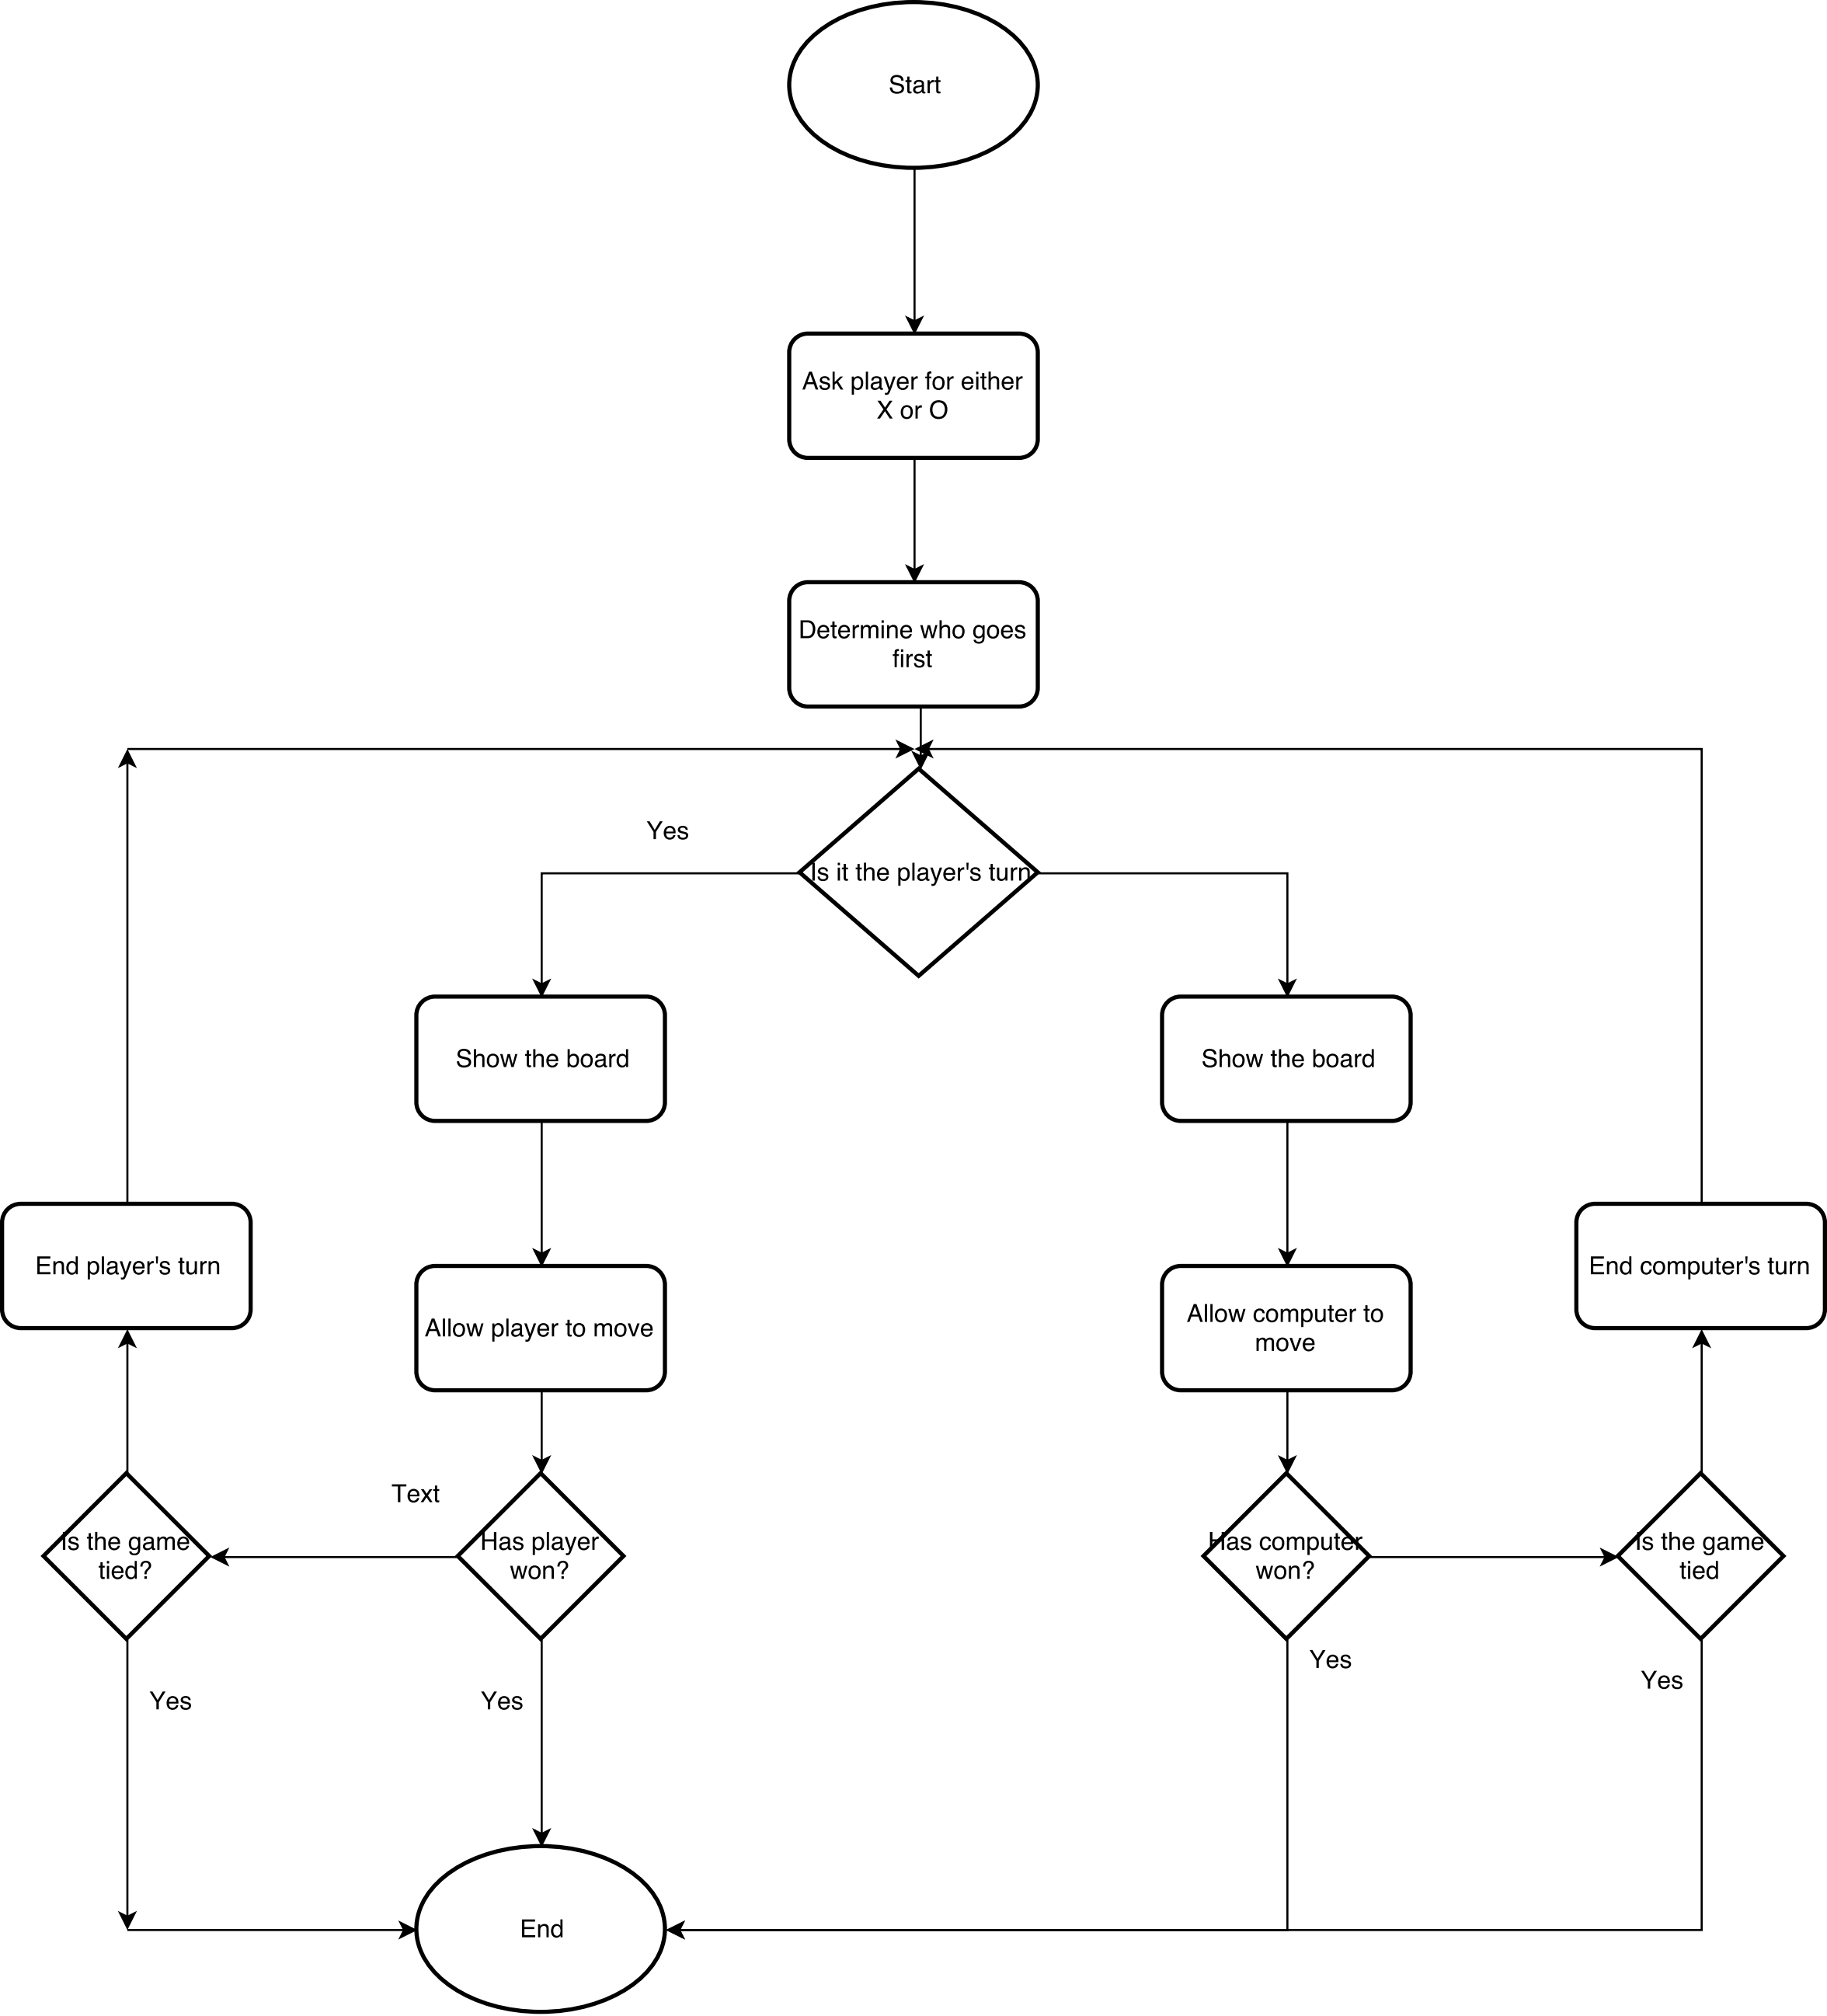 Start
Ask player for either
X or O
Determine who goes
first
Yes
Is it the player's turn
Show the board
Show the board
End player's turn
Allow player to move
Allow computer to
move
End computer's turn
Text
Is the game
tied?
Has player
won?
Has computer
won?
Is the game
tied
Yes
Yes
Yes
Yes
End